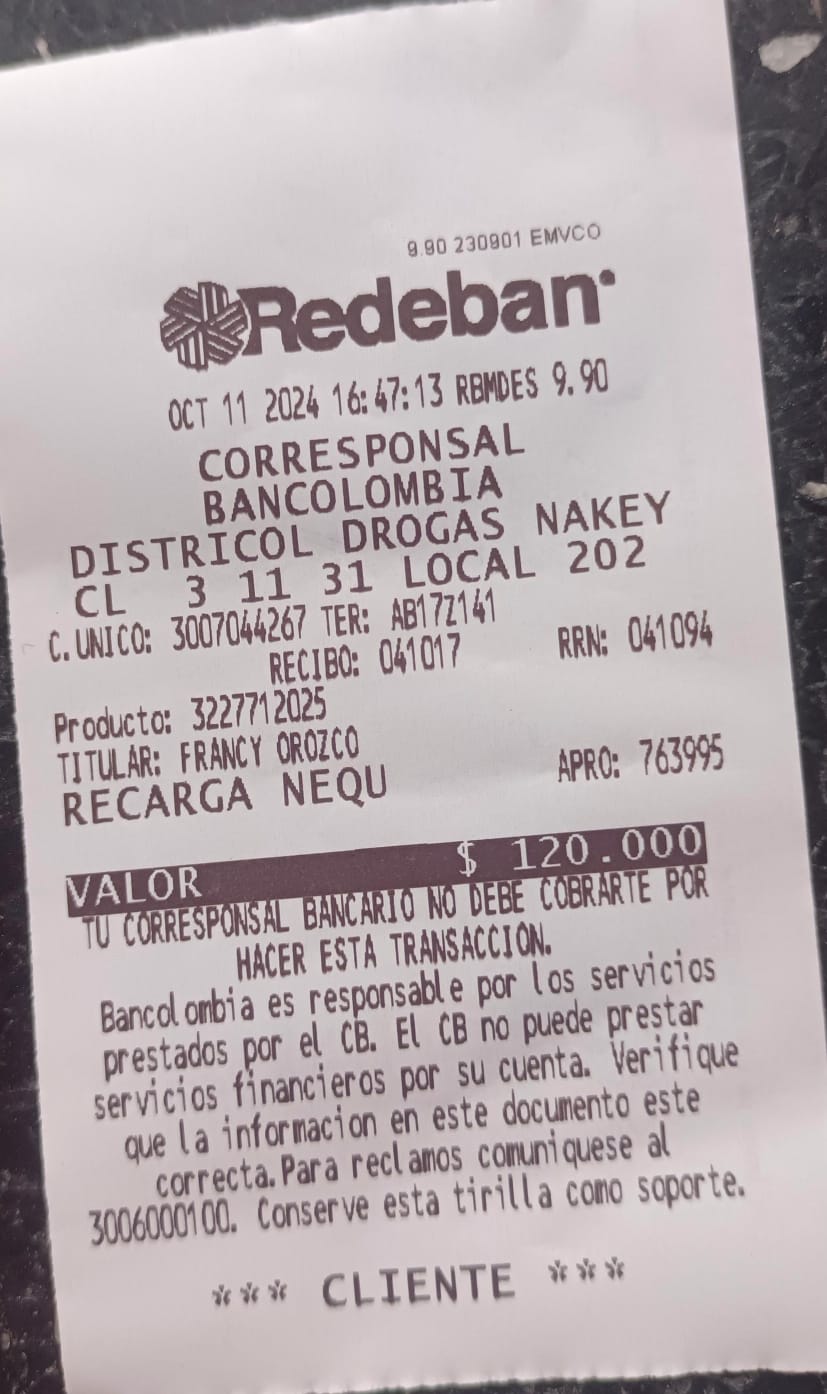 9.90 230901 EMVCO
Redeban
OCT 11 2024 16:47:13 RBMDES 9.90
CORRESPONSAL
BANCOLOMBIA
DISTRICOL DROGAS NAKEY
CL 3 11 31 LOCAL 202
C.UNICO: 3007044267 TER: AB17Z141
RECIBO: 041017 RRN: 041094
Producto: 3227712025
TITULAR: FRANCY OROZCO
RECARGA NEQU APRO: 763995
VALOR $ 120.000
TU CORRESPONSAL BANCARIO NO DEBE COBRARTE POR
HACER ESTA TRANSACCION.
Bancolombia es responsable por los servicios
prestados por el CB. El CB no puede prestar
servicios financieros por su cuenta. Verifique
que la informacion en este documento este
correcta.Para reclamos comuniquese al
3006000100. Conserve esta tirilla como soporte.
*** CLIENTE ***